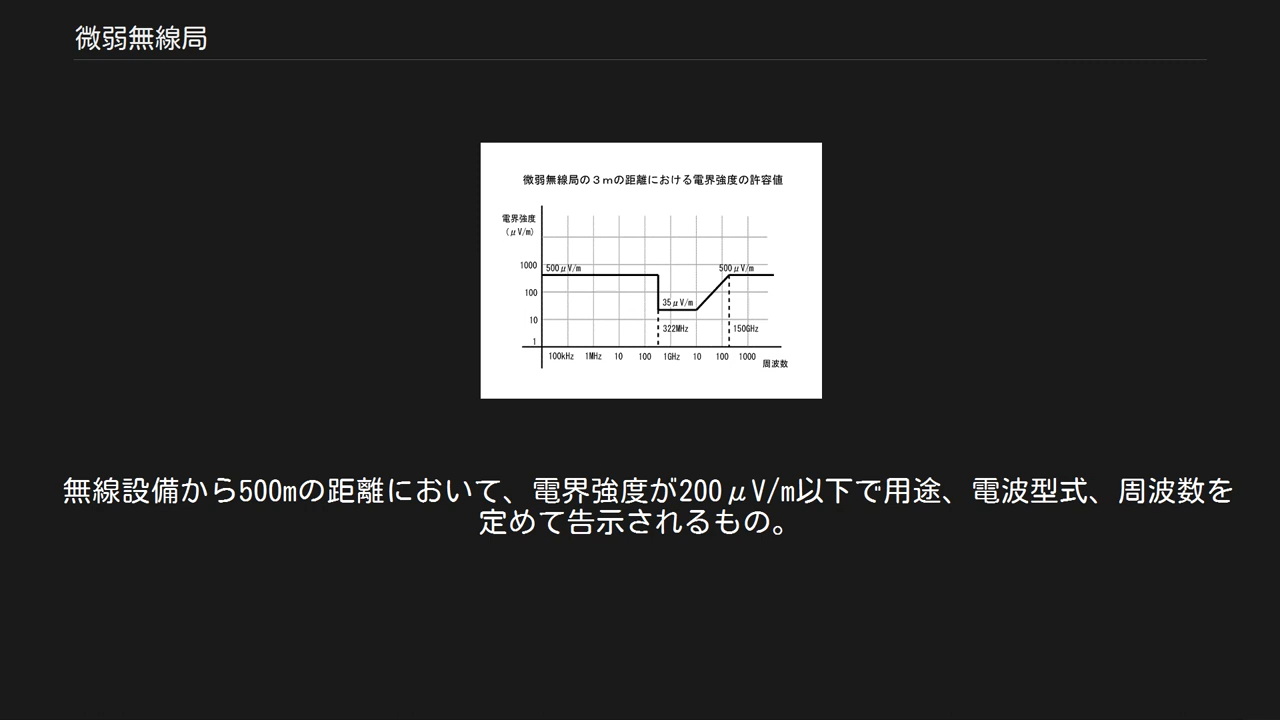 微弱無線局
微弱無線局の3mの距離における電界強度の許容値
電界強度
(μV/m)
1000
500μV/m
500μV/m
100
35μV/m
10
322MHz
150GHz
1
100kHz 1MHz 10 100 1GHz 10 100 1000
周波数
無線設備から500mの距離において、電界強度が200μV/m以下で用途、電波型式、周波数を
定めて告示されるもの。